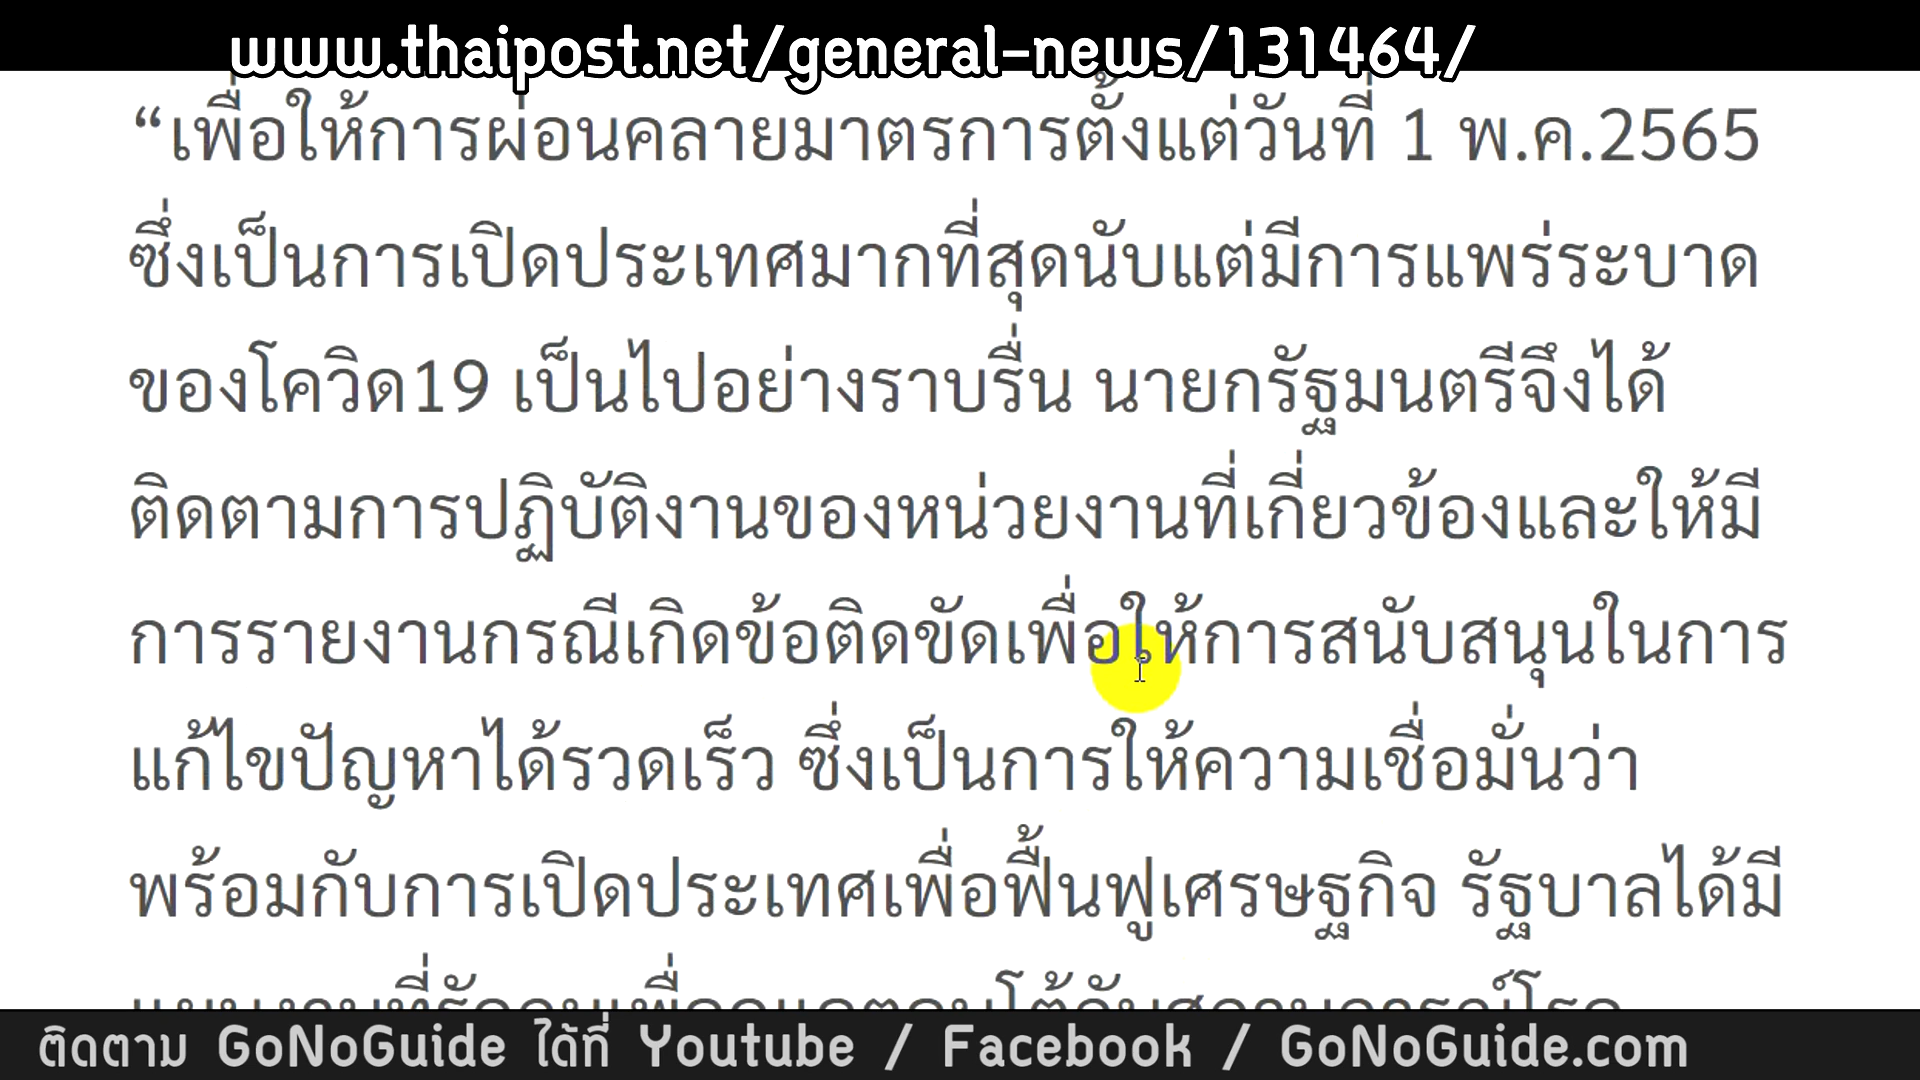 www.thaipost.net/general-news/131464/
“เพื่อให้การผ่อนคลายมาตรการตั้งแต่วันที่ 1 พ.ค.2565
ซึ่งเป็นการเปิดประเทศมากที่สุดนับแต่มีการแพร่ระบาด
ของโควิด19 เป็นไปอย่างราบรื่น นายกรัฐมนตรีจึงได้
ติดตามการปฏิบัติงานของหน่วยงานที่เกี่ยวข้องและให้มี
การรายงานกรณีเกิดข้อติดขัดเพื่อให้การสนับสนุนในการ
แก้ไขปัญหาได้รวดเร็ว ซึ่งเป็นการให้ความเชื่อมั่นว่า
พร้อมกับการเปิดประเทศเพื่อฟื้นฟูเศรษฐกิจ รัฐบาลได้มี
ติดตาม GoNoGuide ได้ที่ Youtube / Facebook / GoNoGuide.com